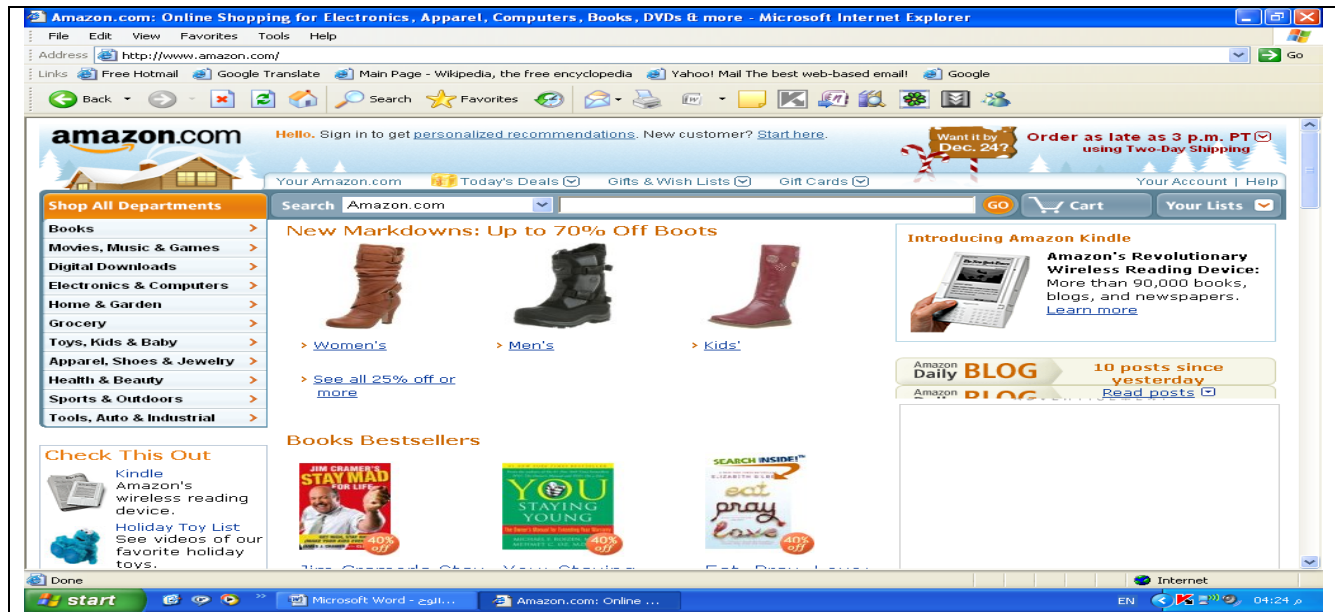 Amazon.com: Online Shopping for Electronics, Apparel, Computers, Books, DVDs & more - Microsoft Internet Explorer
File Edit View Favorites Tools Help
Address http://www.amazon.com/ Go
Links Free Hotmail Google Translate Main Page - Wikipedia, the free encyclopedia Yahoo! Mail The best web-based email! Google
Back Search Favorites
amazon.com
Hello. Sign in to get personalized recommendations. New customer? Start here.
Want it by
Dec. 24?
Order as late as 3 p.m. PT
using Two-Day Shipping
Your Amazon.com Today's Deals Gifts & Wish Lists Gift Cards Your Account | Help
Shop All Departments Search Amazon.com GO Cart Your Lists
Books
Movies, Music & Games
Digital Downloads
Electronics & Computers
Home & Garden
Grocery
Toys, Kids & Baby
Apparel, Shoes & Jewelry
Health & Beauty
Sports & Outdoors
Tools, Auto & Industrial
Check This Out
Kindle
Amazon's
wireless reading
device.
Holiday Toy List
See videos of our
favorite holiday
toys.
New Markdowns: Up to 70% Off Boots
> Women's > Men's > Kids'
> See all 25% off or
more
Books Bestsellers
JIM CRAMER'S
STAY MAD
FOR LIFE
40%
off
YOU
STAYING
YOUNG
40%
off
SEARCH INSIDE!™
eat
pray
love
40%
off
Introducing Amazon Kindle
Amazon's Revolutionary
Wireless Reading Device:
More than 90,000 books,
blogs, and newspapers.
Learn more
Amazon
Daily BLOG
10 posts since
yesterday
Amazon
BLOG
Read posts
Done Internet
start Microsoft Word - الوح... Amazon.com: Online ... EN 04:24 م